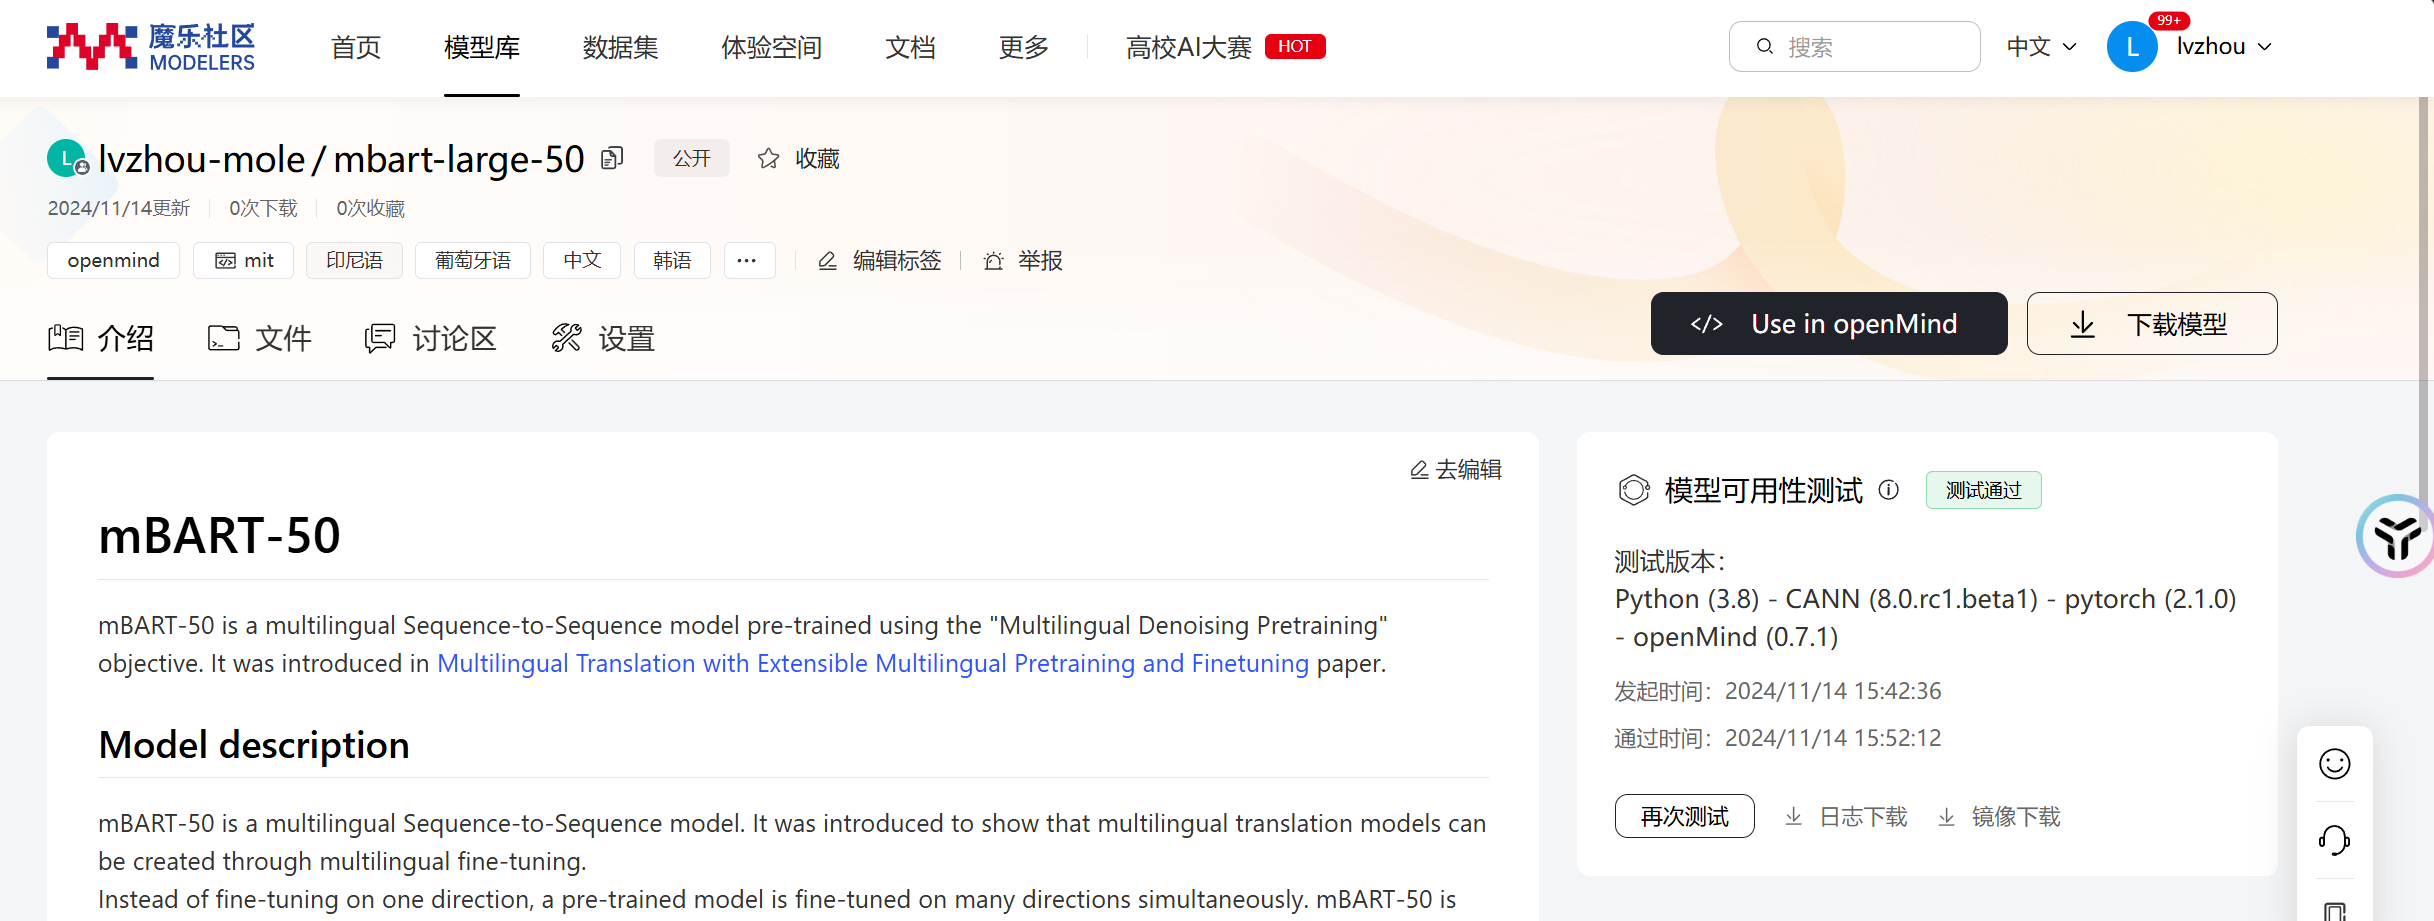 魔乐社区
MODELERS
首页
模型库
数据集
体验空间
文档
更多
高校AI大赛
HOT
搜索
中文
L
99+
lvzhou
L
lvzhou-mole / mbart-large-50
公开
收藏
2024/11/14更新
0次下载
0次收藏
openmind
mit
印尼语
葡萄牙语
中文
韩语
···
编辑标签
举报
介绍
文件
讨论区
设置
</> Use in openMind
下载模型
去编辑
mBART-50
mBART-50 is a multilingual Sequence-to-Sequence model pre-trained using the "Multilingual Denoising Pretraining"
objective. It was introduced in Multilingual Translation with Extensible Multilingual Pretraining and Finetuning paper.
Model description
mBART-50 is a multilingual Sequence-to-Sequence model. It was introduced to show that multilingual translation models can
be created through multilingual fine-tuning.
Instead of fine-tuning on one direction, a pre-trained model is fine-tuned on many directions simultaneously. mBART-50 is
模型可用性测试
测试通过
测试版本：
Python (3.8) - CANN (8.0.rc1.beta1) - pytorch (2.1.0)
- openMind (0.7.1)
发起时间：2024/11/14 15:42:36
通过时间：2024/11/14 15:52:12
再次测试
日志下载
镜像下载